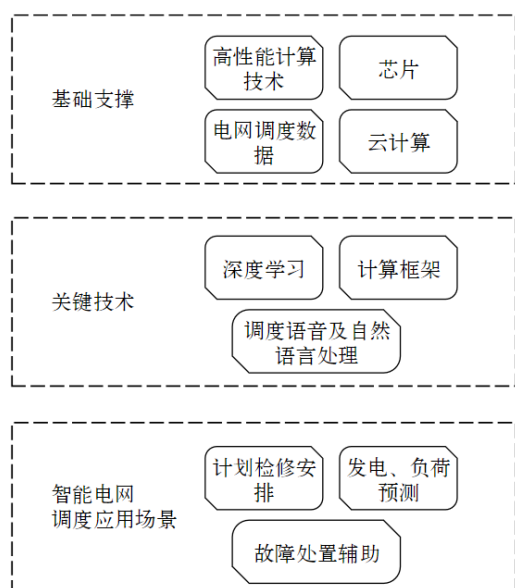 基础支撑
高性能计算
技术
芯片
电网调度数
据
云计算
关键技术
深度学习
计算框架
调度语音及自然
语言处理
智能电网
调度应用场景
计划检修安
排
发电、负荷
预测
故障处置辅助